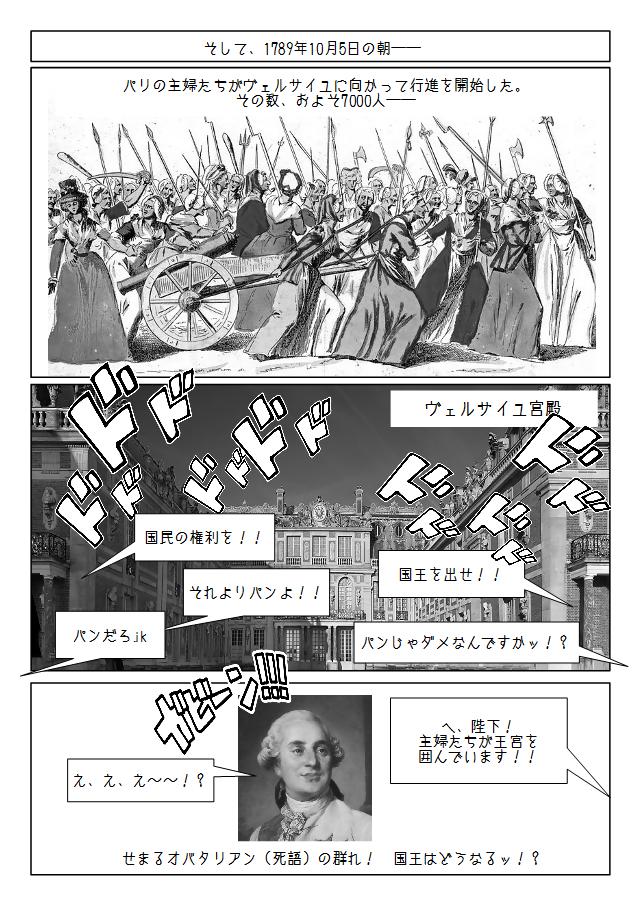 そして、1789年10月5日の朝――
パリの主婦たちがヴェルサイユに向かって行進を開始した。
その数、およそ7000人――
ヴェルサイユ宮殿
ドドドドドドドドドドド
国民の権利を！！
国王を出せ！！
それよりパンよ！！
パンだろjk
パンじゃダメなんですかッ！？
ガビーン!!!
へ、陛下！
主婦たちが王宮を
囲んでいます！！
え、え、え～～！？
せまるオバタリアン（死語）の群れ！　国王はどうなるッ！？